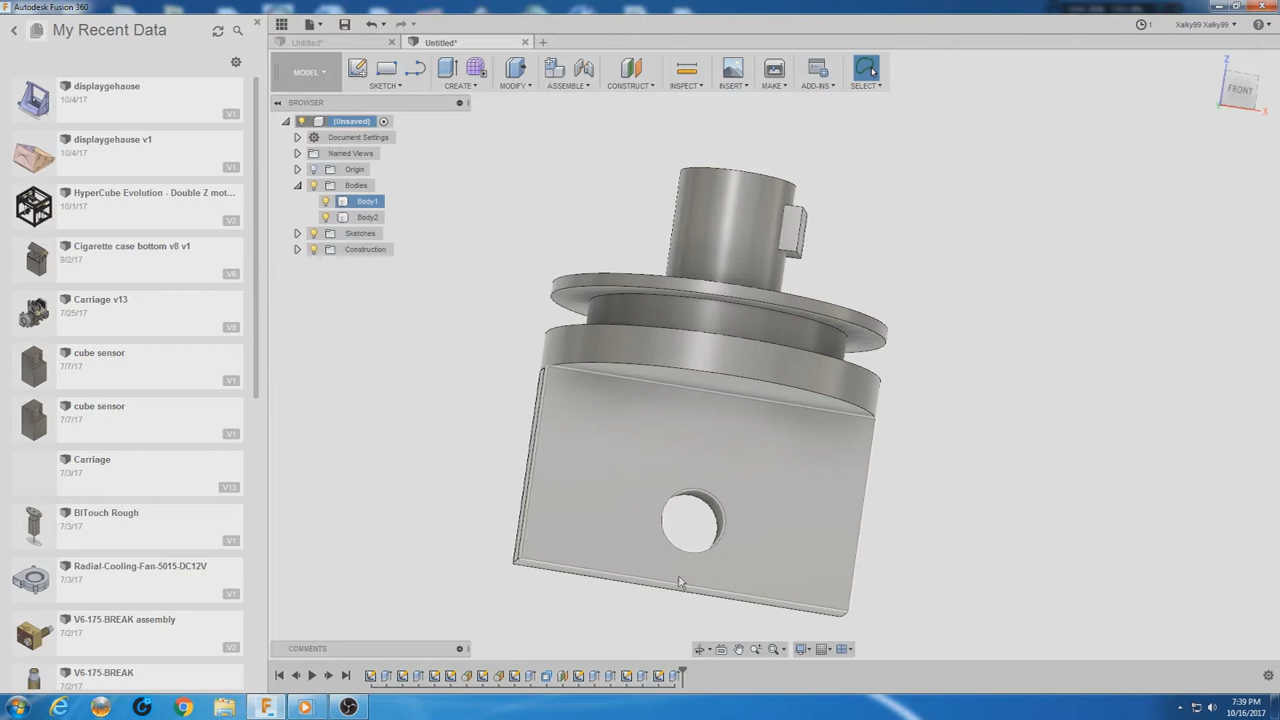 Autodesk Fusion 360
My Recent Data
displaygehause
10/4/17
V1
displaygehause v1
10/4/17
V1
HyperCube Evolution - Double Z mot...
10/1/17
V2
Cigarette case bottom v8 v1
9/2/17
V6
Carriage v13
7/25/17
V8
cube sensor
7/7/17
V1
cube sensor
7/7/17
V1
Carriage
7/3/17
V13
BlTouch Rough
7/3/17
V1
Radial-Cooling-Fan-5015-DC12V
7/3/17
V1
V6-175-BREAK assembly
7/2/17
V2
V6-175-BREAK
7/2/17
Untitled*
Untitled*
1
Xaiky99 Xaiky99
MODEL
SKETCH
CREATE
MODIFY
ASSEMBLE
CONSTRUCT
INSPECT
INSERT
MAKE
ADD-INS
SELECT
BROWSER
(Unsaved)
Document Settings
Named Views
Origin
Bodies
Body1
Body2
Sketches
Construction
Z
FRONT
X
COMMENTS
7:39 PM
10/16/2017